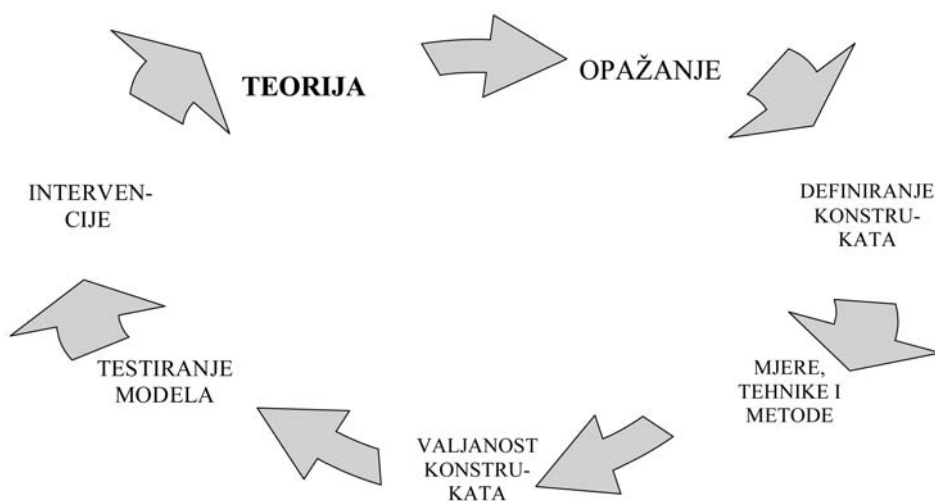 TEORIJA
OPAŽANJE
DEFINIRANJE
KONSTRU-
KATA
MJERE,
TEHNIKE I
METODE
VALJANOST
KONSTRU-
KATA
TESTIRANJE
MODELA
INTERVEN-
CIJE